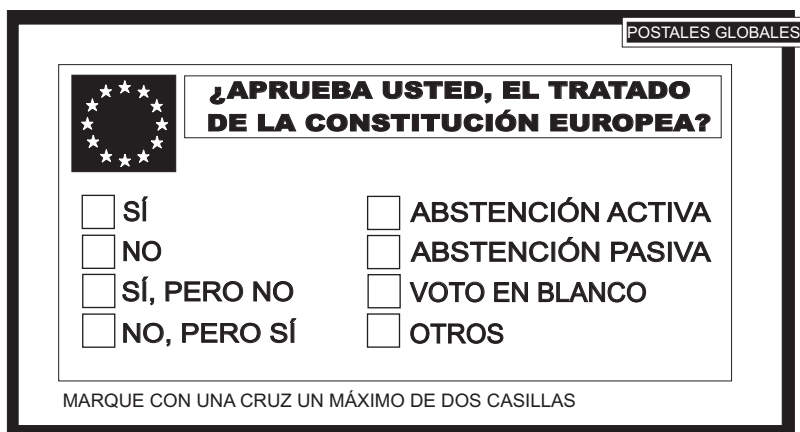 POSTALES GLOBALES
¿APRUEBA USTED, EL TRATADO
DE LA CONSTITUCIÓN EUROPEA?
SÍ
NO
SÍ, PERO NO
NO, PERO SÍ
ABSTENCIÓN ACTIVA
ABSTENCIÓN PASIVA
VOTO EN BLANCO
OTROS
MARQUE CON UNA CRUZ UN MÁXIMO DE DOS CASILLAS